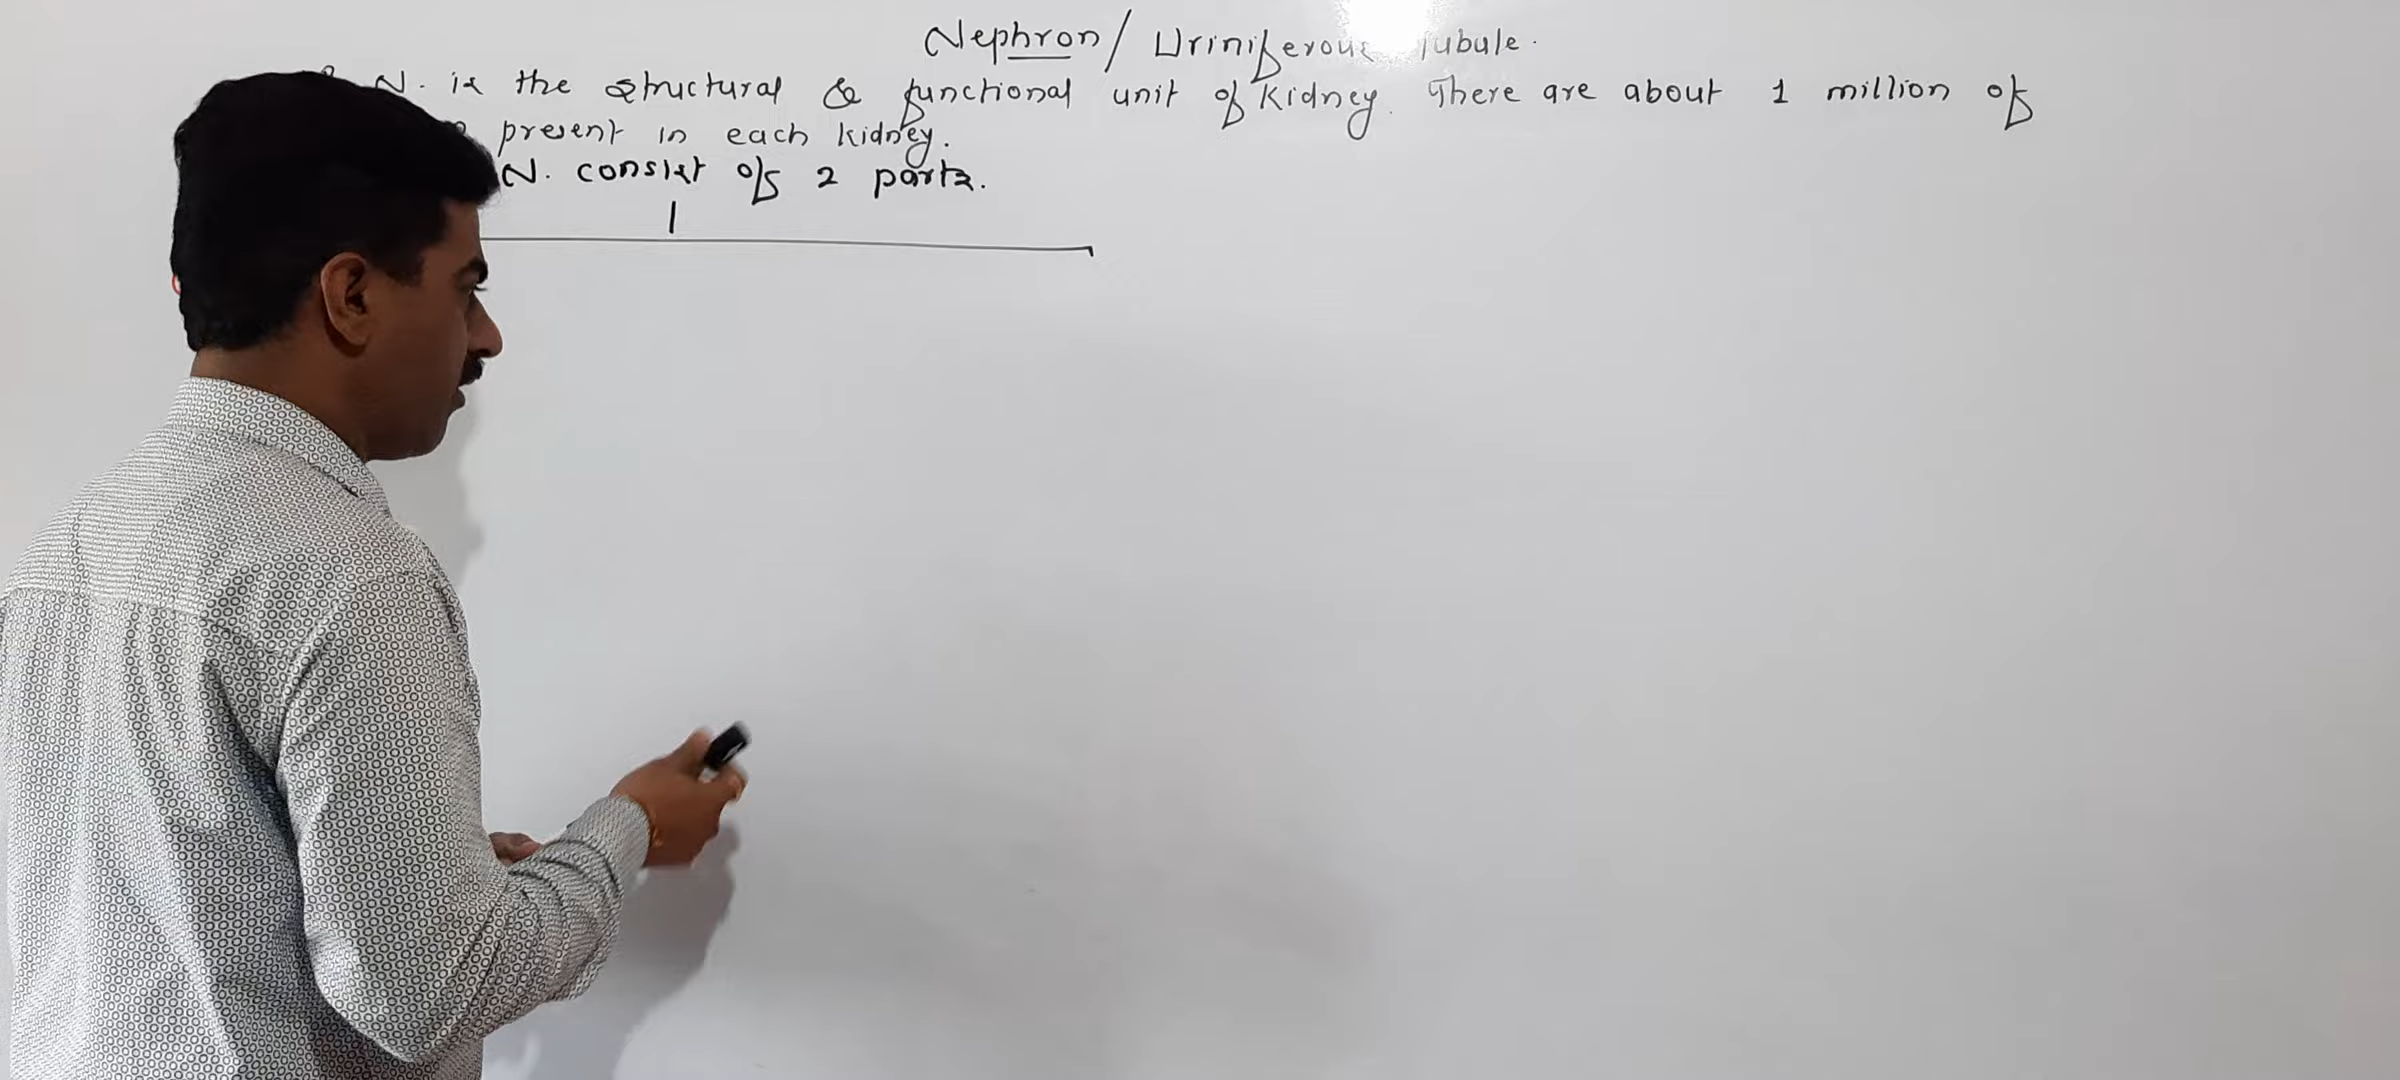 Nephron / Uriniferous Tubule.
N. is the structural & functional unit of kidney. There are about 1 million of
present in each kidney.
N. consist of 2 parts.